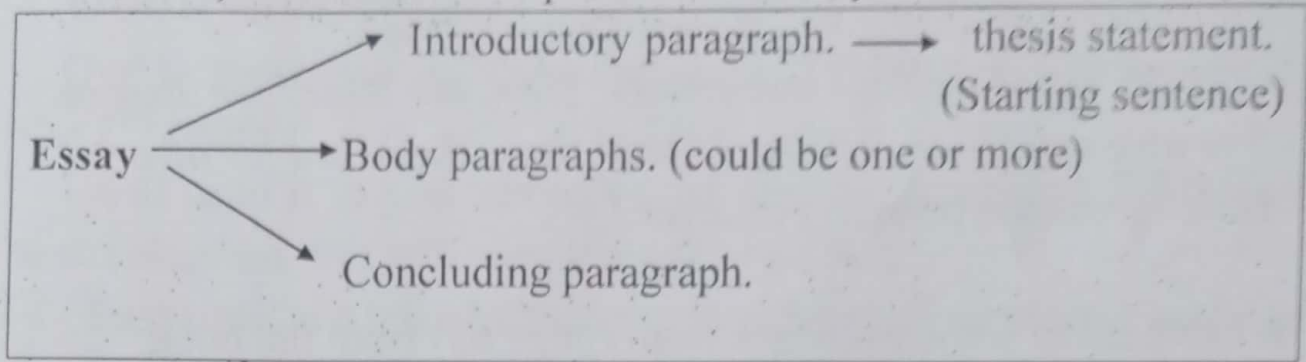 Introductory paragraph. → thesis statement.
(Starting sentence)
Essay → Body paragraphs. (could be one or more)
Concluding paragraph.